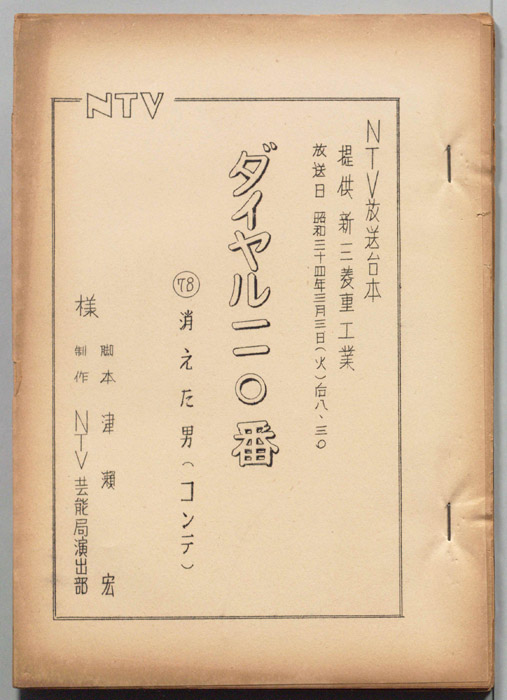 NTV
NTV放送台本
提供 新三菱重工業
放送日 昭和三十四年三月三日(火)后八、三〇
ダイヤル一一〇番
㊆㊇ 消えた男(コンテ)
脚本 津瀬 宏
制作 NTV芸能局演出部
様